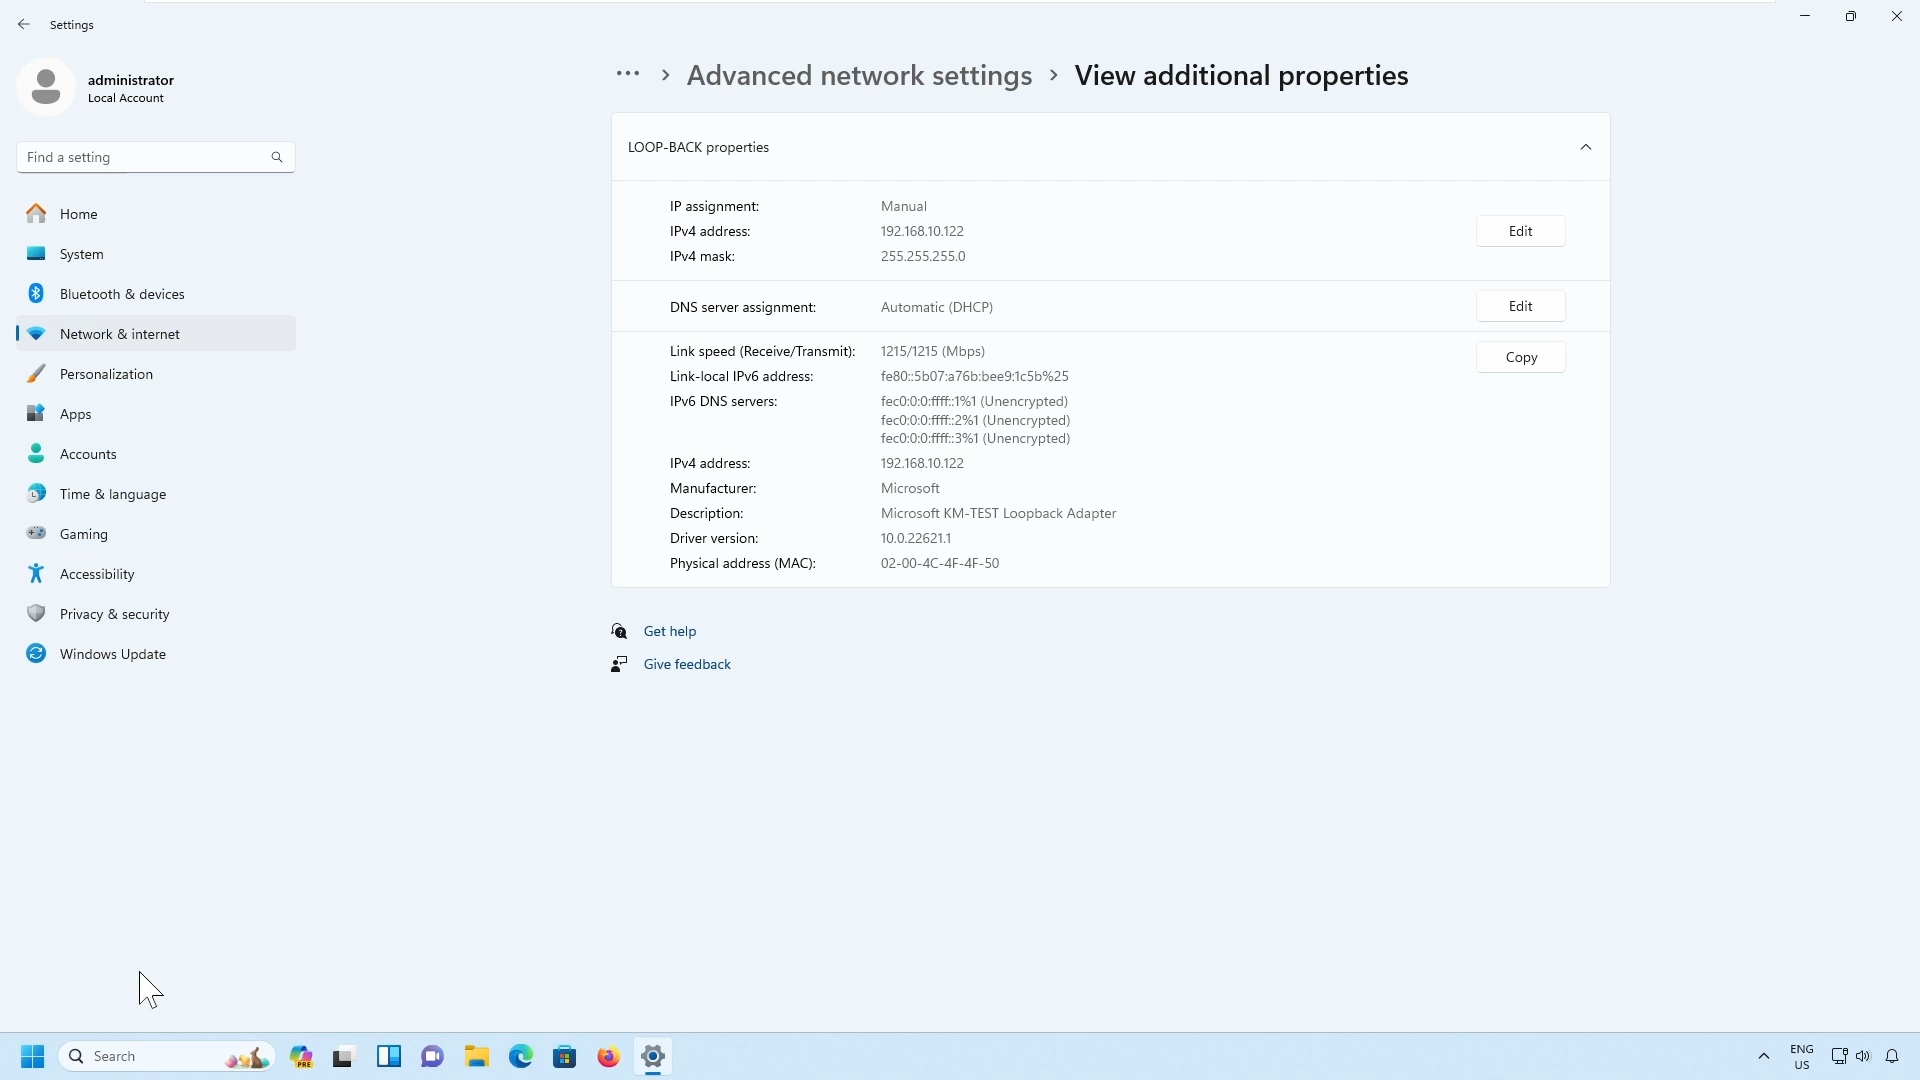 Settings
administrator
Local Account
Find a setting
Home
System
Bluetooth & devices
Network & internet
Personalization
Apps
Accounts
Time & language
Gaming
Accessibility
Privacy & security
Windows Update
··· > Advanced network settings > View additional properties
LOOP-BACK properties
IP assignment: Manual
IPv4 address: 192.168.10.122
IPv4 mask: 255.255.255.0
Edit
DNS server assignment: Automatic (DHCP)
Edit
Link speed (Receive/Transmit): 1215/1215 (Mbps)
Copy
Link-local IPv6 address: fe80::5b07:a76b:bee9:1c5b%25
IPv6 DNS servers: fec0:0:0:ffff::1%1 (Unencrypted)
fec0:0:0:ffff::2%1 (Unencrypted)
fec0:0:0:ffff::3%1 (Unencrypted)
IPv4 address: 192.168.10.122
Manufacturer: Microsoft
Description: Microsoft KM-TEST Loopback Adapter
Driver version: 10.0.22621.1
Physical address (MAC): 02-00-4C-4F-4F-50
Get help
Give feedback
Search
PRE
ENG
US